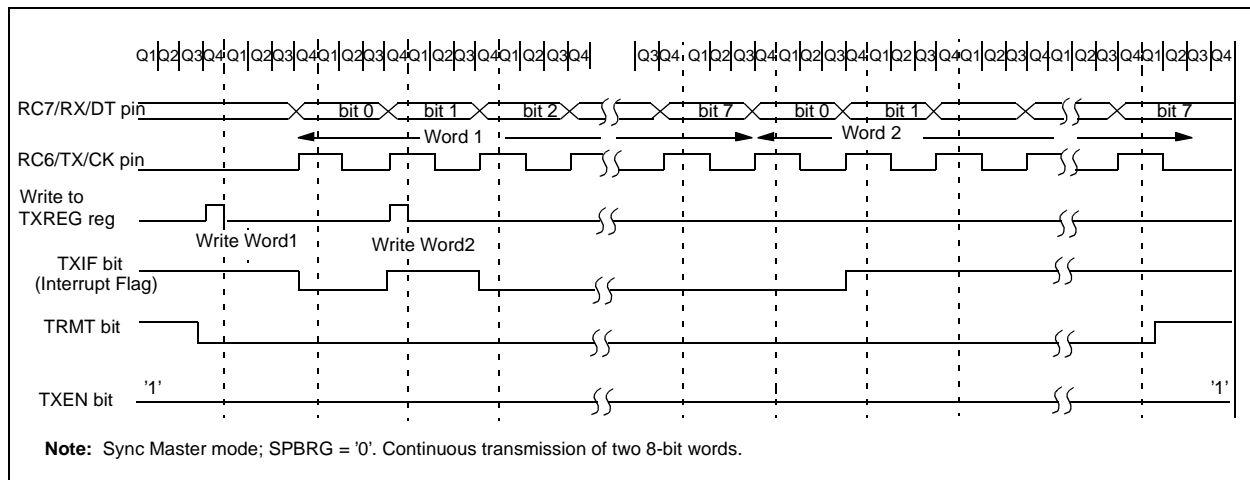 Q1 Q2 Q3 Q4 Q1 Q2 Q3 Q4 Q1 Q2 Q3 Q4 Q1 Q2 Q3 Q4 Q1 Q2 Q3 Q4 Q3 Q4 Q1 Q2 Q3 Q4 Q1 Q2 Q3 Q4 Q1 Q2 Q3 Q4 Q1 Q2 Q3 Q4 Q1 Q2 Q3 Q4 Q1 Q2 Q3 Q4
RC7/RX/DT pin bit 0 bit 1 bit 2 bit 7 bit 0 bit 1 bit 7
Word 1 Word 2
RC6/TX/CK pin
Write to
TXREG reg
Write Word1 Write Word2
TXIF bit
(Interrupt Flag)
TRMT bit
'1' '1'
TXEN bit
Note: Sync Master mode; SPBRG = '0'. Continuous transmission of two 8-bit words.